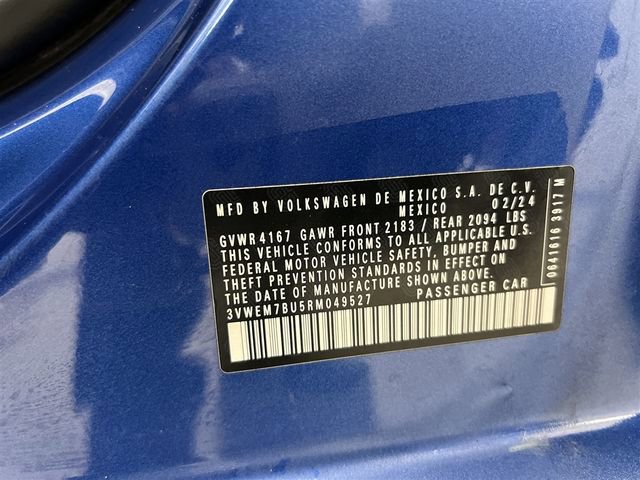 MFD BY VOLKSWAGEN DE MEXICO S.A. DE C.V.
MEXICO 02/24
GVWR 4167 GAWR FRONT 2183 / REAR 2094 LBS
THIS VEHICLE CONFORMS TO ALL APPLICABLE U.S.
FEDERAL MOTOR VEHICLE SAFETY, BUMPER AND
THEFT PREVENTION STANDARDS IN EFFECT ON
THE DATE OF MANUFACTURE SHOWN ABOVE.
3VWEM7BU5RM049527 PASSENGER CAR
0641616 3917 M